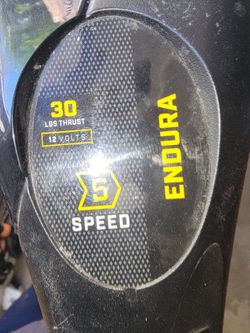 30
LBS THRUST
12 VOLTS
5
SPEED
ENDURA